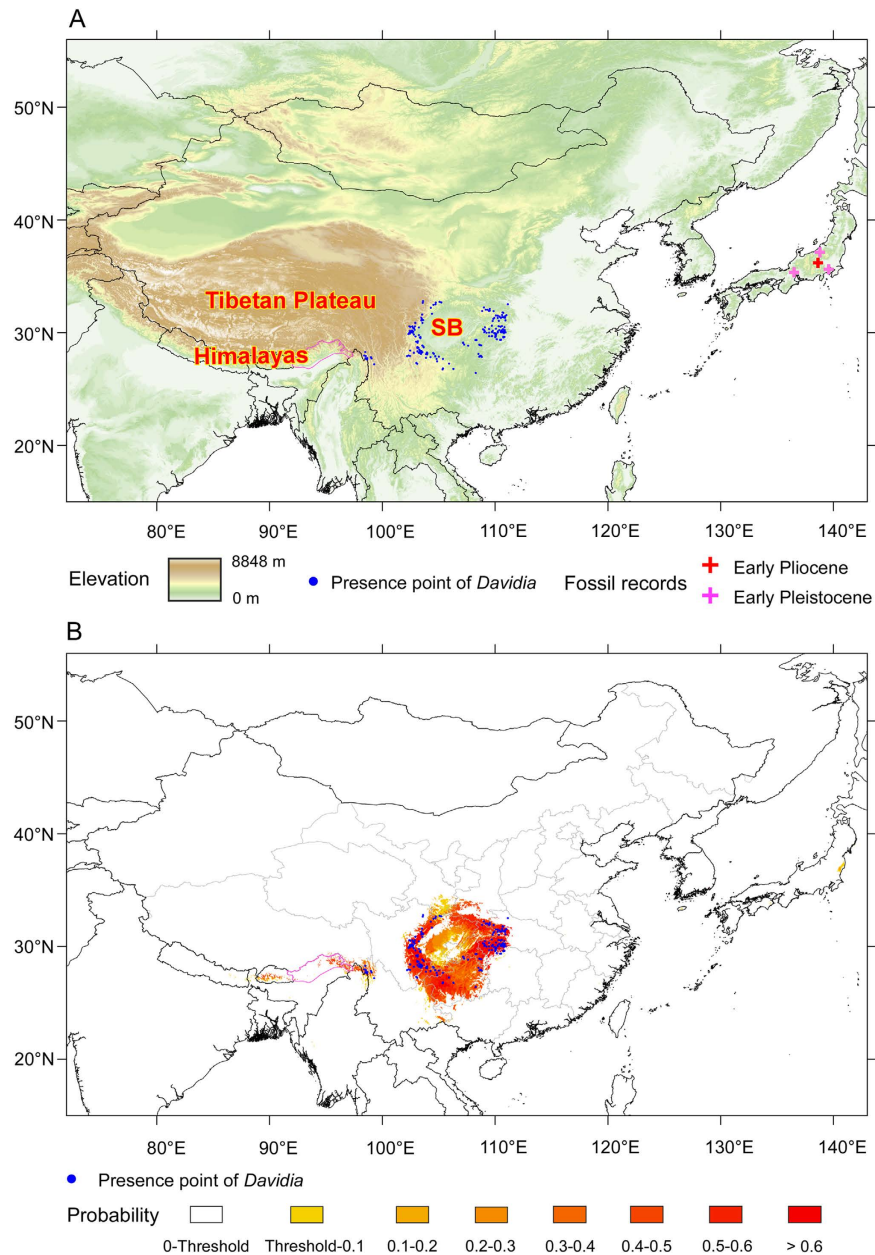 A
50°N
40°N
Tibetan Plateau
30°N
SB
Himalayas
20°N
80°E 90°E 100°E 110°E 120°E 130°E 140°E
Elevation
8848 m
0 m
Presence point of Davidia
Fossil records
Early Pliocene
Early Pleistocene
B
50°N
40°N
30°N
20°N
80°E 90°E 100°E 110°E 120°E 130°E 140°E
Presence point of Davidia
Probability
0-Threshold Threshold-0.1 0.1-0.2 0.2-0.3 0.3-0.4 0.4-0.5 0.5-0.6 > 0.6